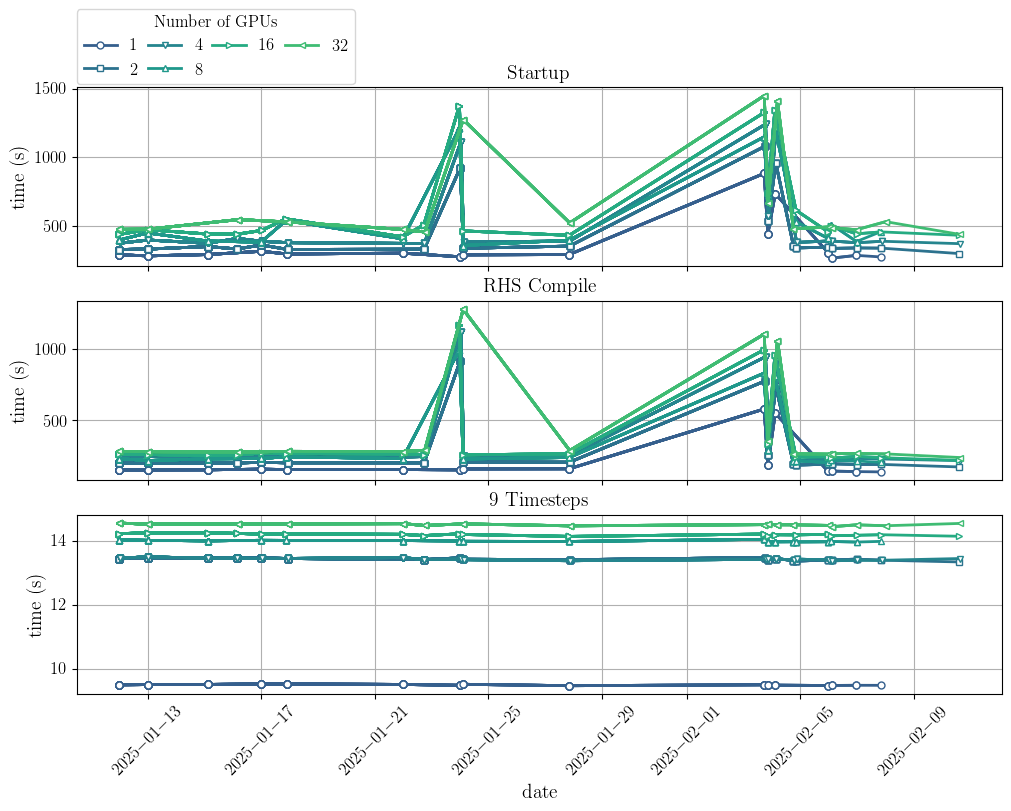 Number of GPUs
1 4 16 32
2 8
Startup
1500
1000
500
time (s)
RHS Compile
1000
500
time (s)
9 Timesteps
14
12
10
time (s)
2025−01−13 2025−01−17 2025−01−21 2025−01−25 2025−01−29 2025−02−01 2025−02−05 2025−02−09
date